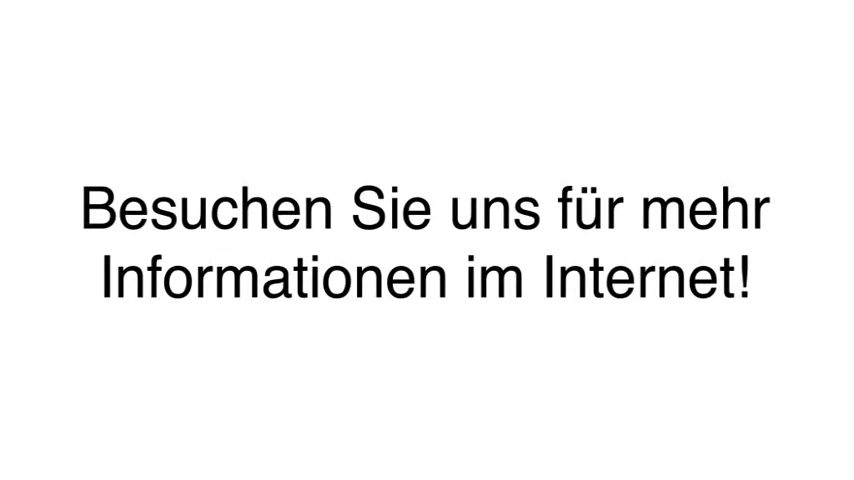 Besuchen Sie uns für mehr
Informationen im Internet!